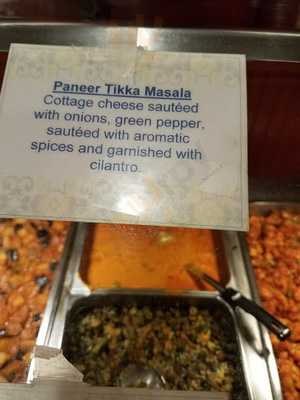 Paneer Tikka Masala
Cottage cheese sautéed
with onions, green pepper,
sautéed with aromatic
spices and garnished with
cilantro.